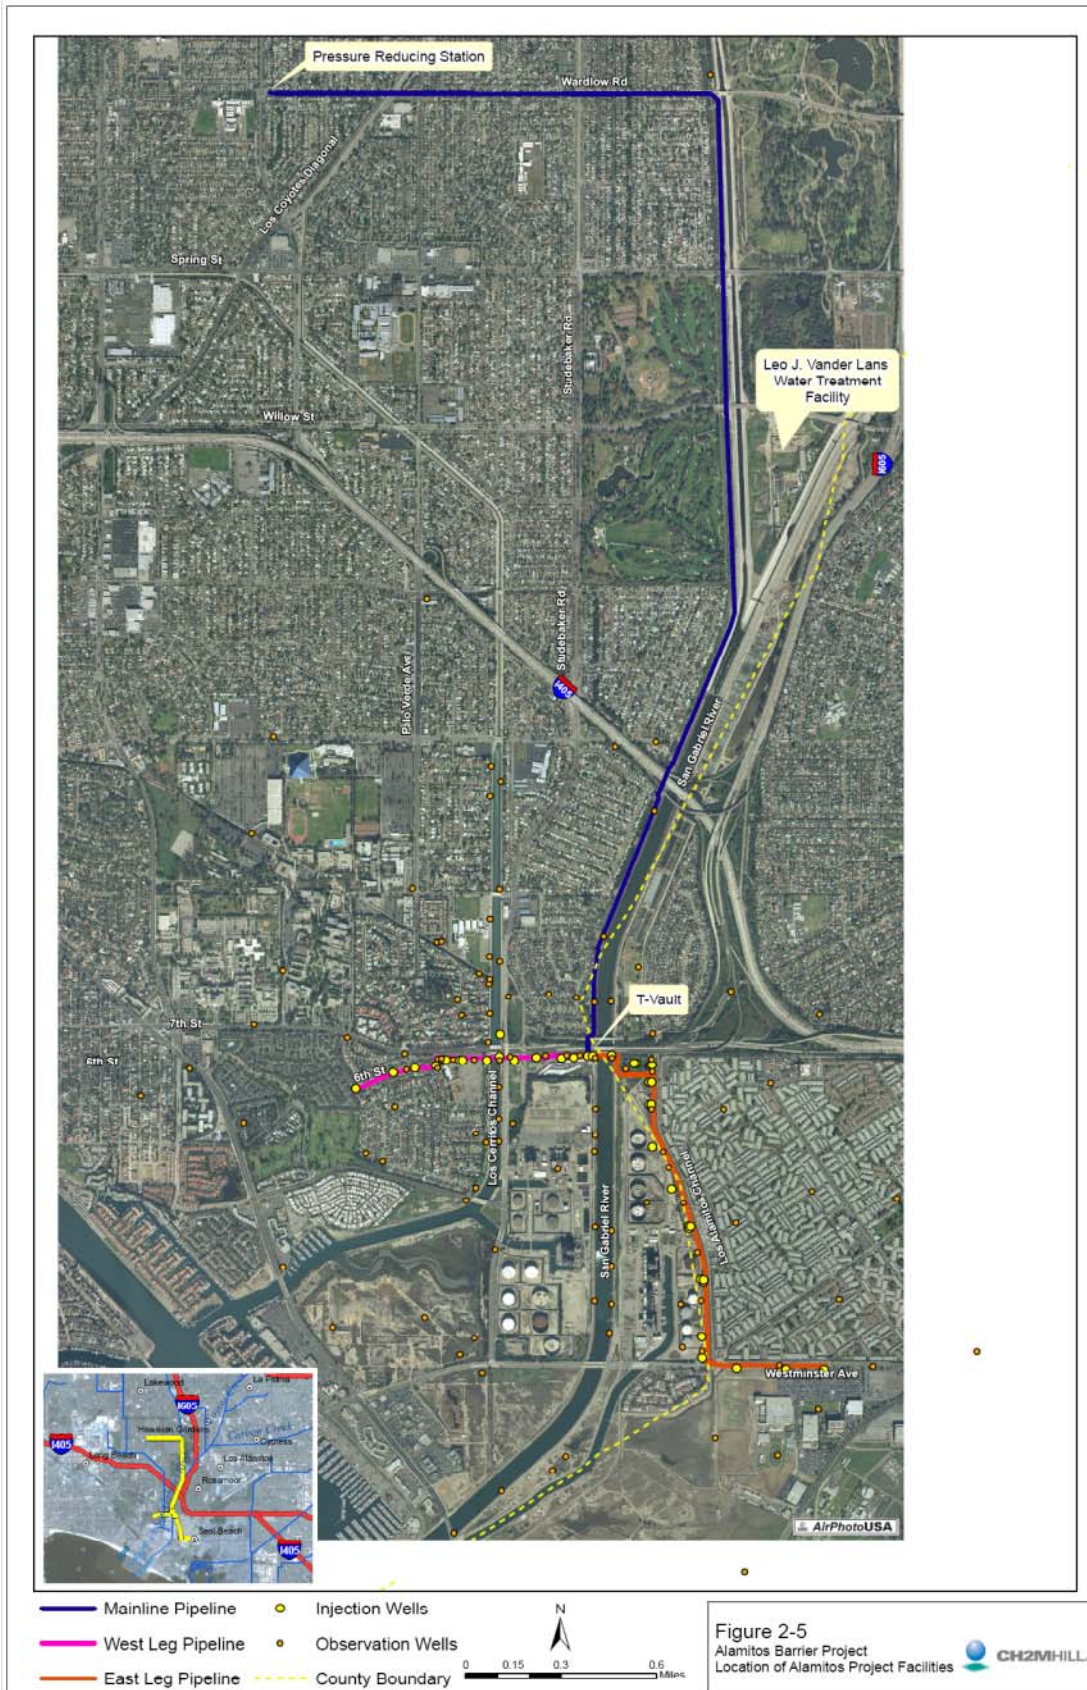 Pressure Reducing Station
Wardlow Rd
Los Coyotes Diagonal
Spring St
Studebaker Rd
Leo J. Vander Lans
Water Treatment
Facility
Willow St
I605
Studebaker Rd
I405
Palo Verde Ave
San Gabriel River
T-Vault
7th St
6th St
6th St
Los Cerritos Channel
San Gabriel River
Los Alamitos Channel
Westminster Ave
Lakewood
La Palma
I605
Hawaiian Gardens
Cypress
I405
Long Beach
Los Alamitos
Rossmoor
Seal Beach
I405
AirPhotoUSA
Mainline Pipeline
West Leg Pipeline
East Leg Pipeline
Injection Wells
Observation Wells
County Boundary
N
0 0.15 0.3 0.6
Miles
Figure 2-5
Alamitos Barrier Project
Location of Alamitos Project Facilities
CH2MHILL